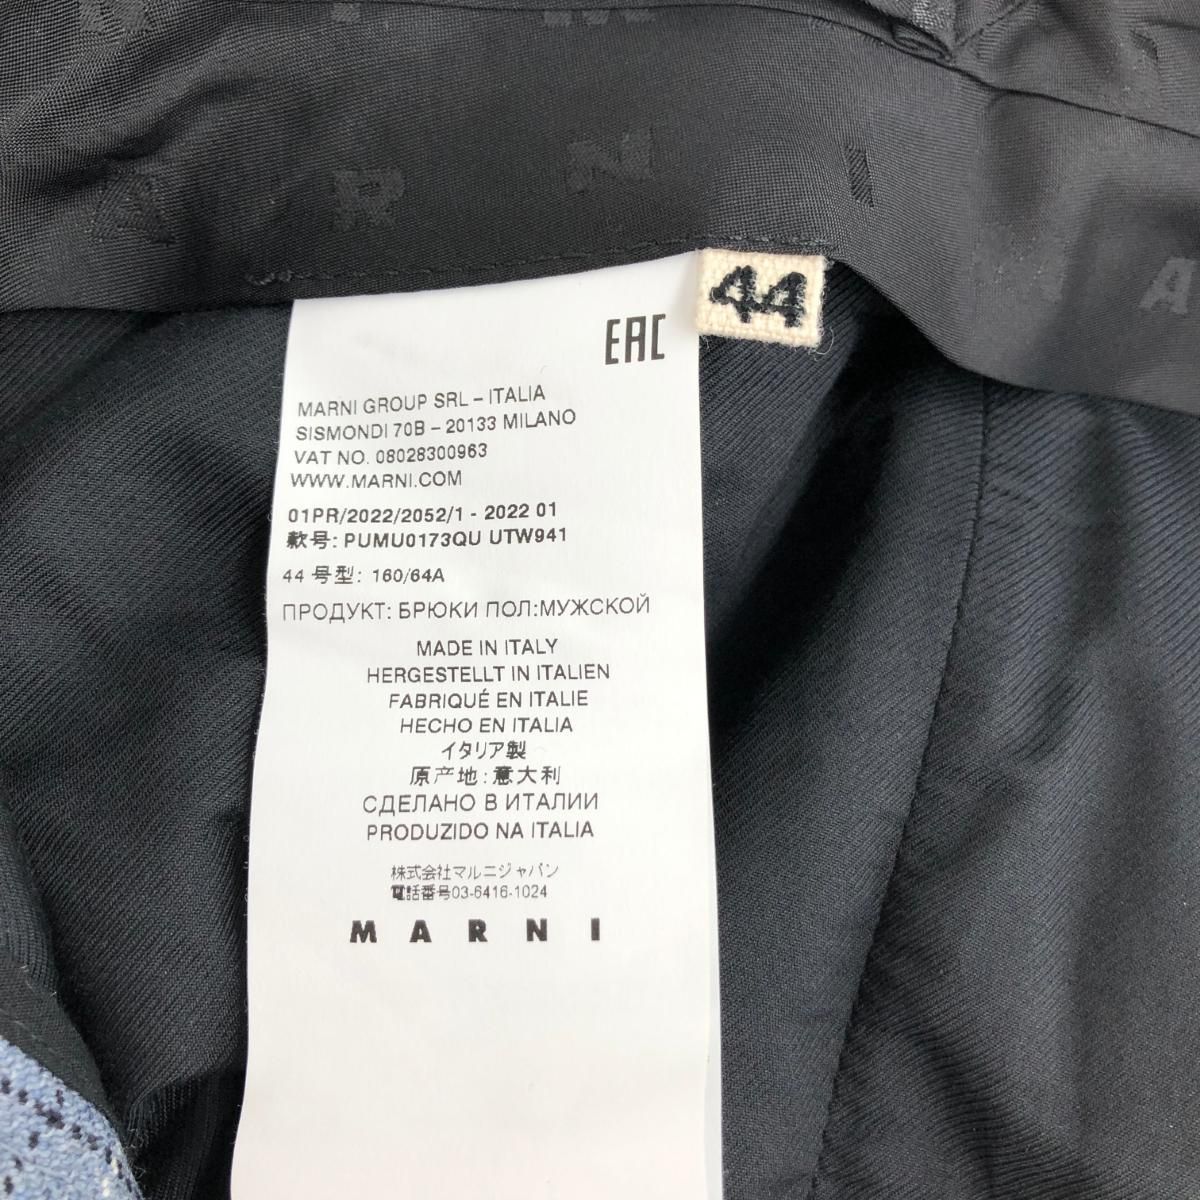 A R N I
A
44
EAC
MARNI GROUP SRL – ITALIA
SISMONDI 70B – 20133 MILANO
VAT NO. 08028300963
WWW.MARNI.COM
01PR/2022/2052/1 - 2022 01
款号: PUMU0173QU UTW941
44 号型: 160/64A
ПРОДУКТ: БРЮКИ ПОЛ:МУЖСКОЙ
MADE IN ITALY
HERGESTELLT IN ITALIEN
FABRIQUÉ EN ITALIE
HECHO EN ITALIA
イタリア製
原产地: 意大利
СДЕЛАНО В ИТАЛИИ
PRODUZIDO NA ITALIA
株式会社マルニジャパン
電話番号03-6416-1024
MARNI